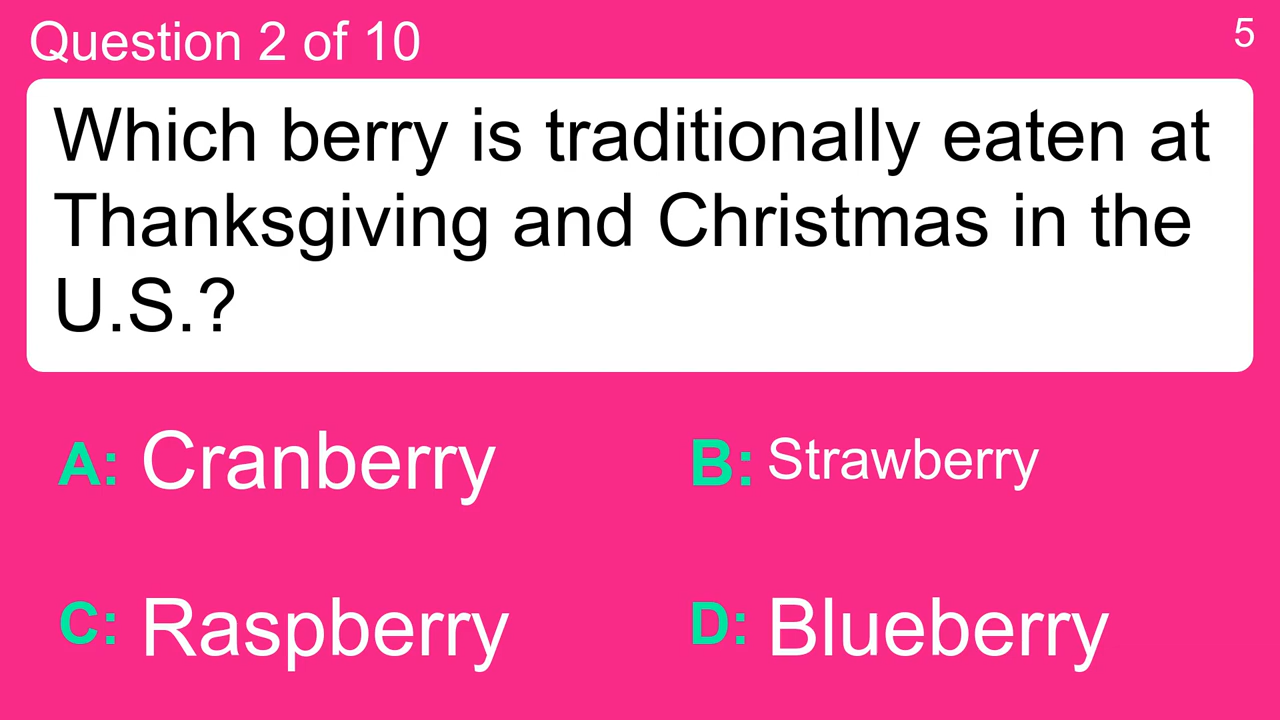 Question 2 of 10
5
Which berry is traditionally eaten at
Thanksgiving and Christmas in the
U.S.?
A: Cranberry
B: Strawberry
C: Raspberry
D: Blueberry